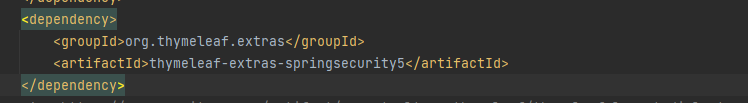 <dependency>
<groupId>org.thymeleaf.extras</groupId>
<artifactId>thymeleaf-extras-springsecurity5</artifactId>
</dependency>